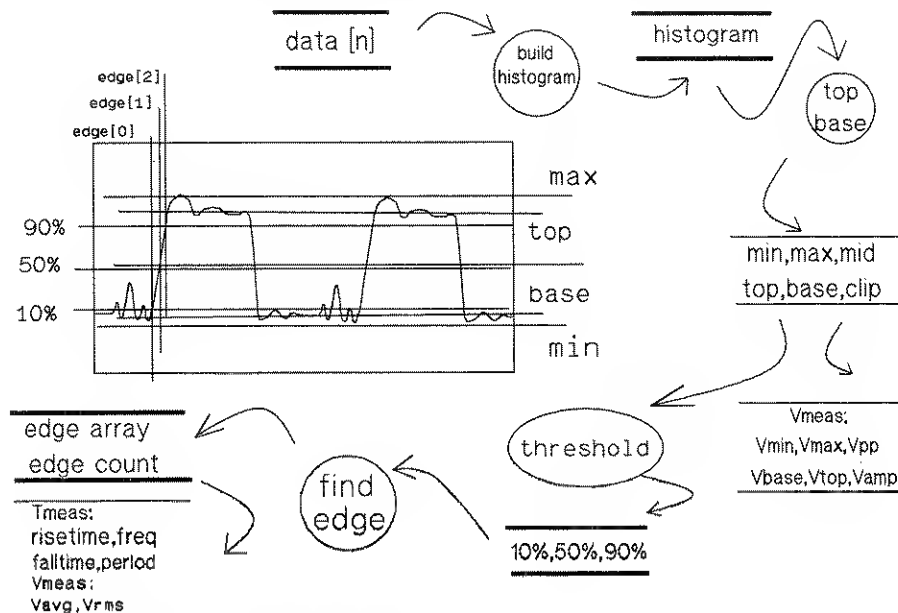 data [n]
build
histogram
histogram
top
base
edge[2]
edge[1]
edge[0]
max
90%
top
50%
base
10%
min
min,max,mid
top,base,clip
Vmeas:
Vmin,Vmax,Vpp
Vbase,Vtop,Vamp
threshold
10%,50%,90%
find
edge
edge array
edge count
Tmeas:
risetime,freq
falltime,period
Vmeas:
Vavg,Vrms